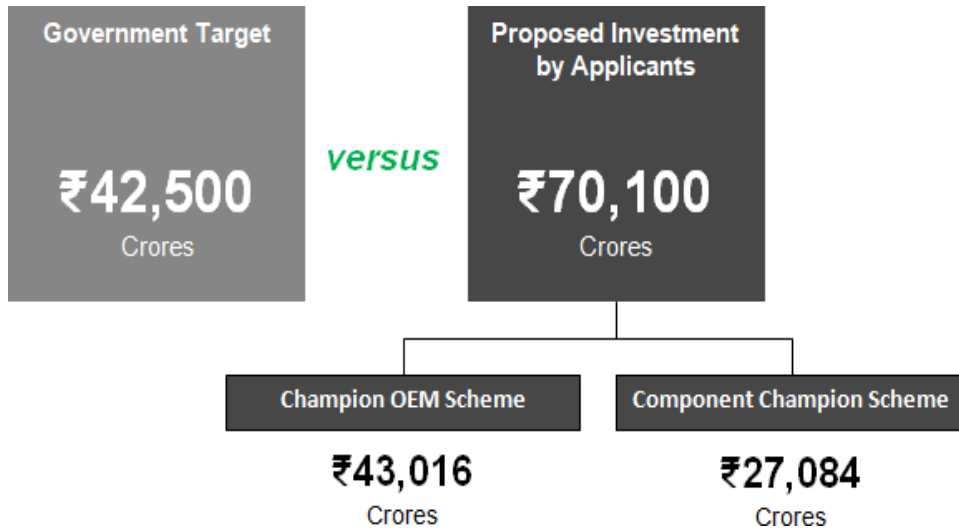 Government Target
₹42,500
Crores
versus
Proposed Investment
by Applicants
₹70,100
Crores
Champion OEM Scheme
₹43,016
Crores
Component Champion Scheme
₹27,084
Crores